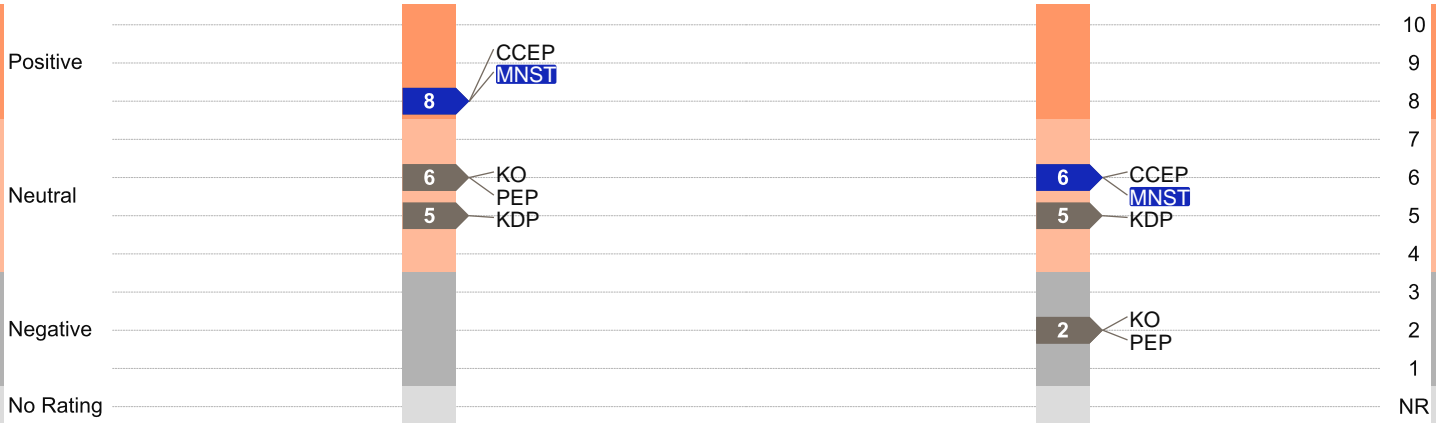 10
CCEP
Positive
9
MNST
8
8
7
KO
CCEP
6
6
6
Neutral
PEP
MNST
5
KDP
5
KDP
5
4
3
KO
Negative
2
2
PEP
1
No Rating
NR